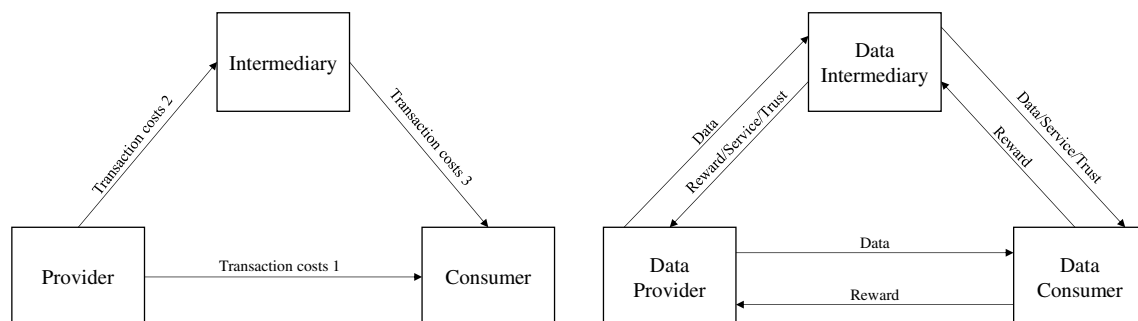 Intermediary
Transaction costs 2
Transaction costs 3
Provider
Transaction costs 1
Consumer
Data
Intermediary
Data
Reward/Service/Trust
Reward
Data/Service/Trust
Data
Provider
Data
Reward
Data
Consumer